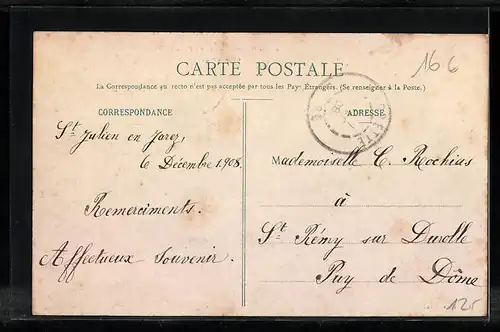 166
CARTE POSTALE
La Correspondance au recto n'est pas acceptée par tous les Pays Étrangers. (Se renseigner à la Poste.)
CORRESPONDANCE
ADRESSE
St Julien en Jarez
6 Décembre 1908.
Remerciments.
Affectueux Souvenir.
Mademoiselle C. Rochias
à
St Rémy sur Durolle
Puy de Dôme
125